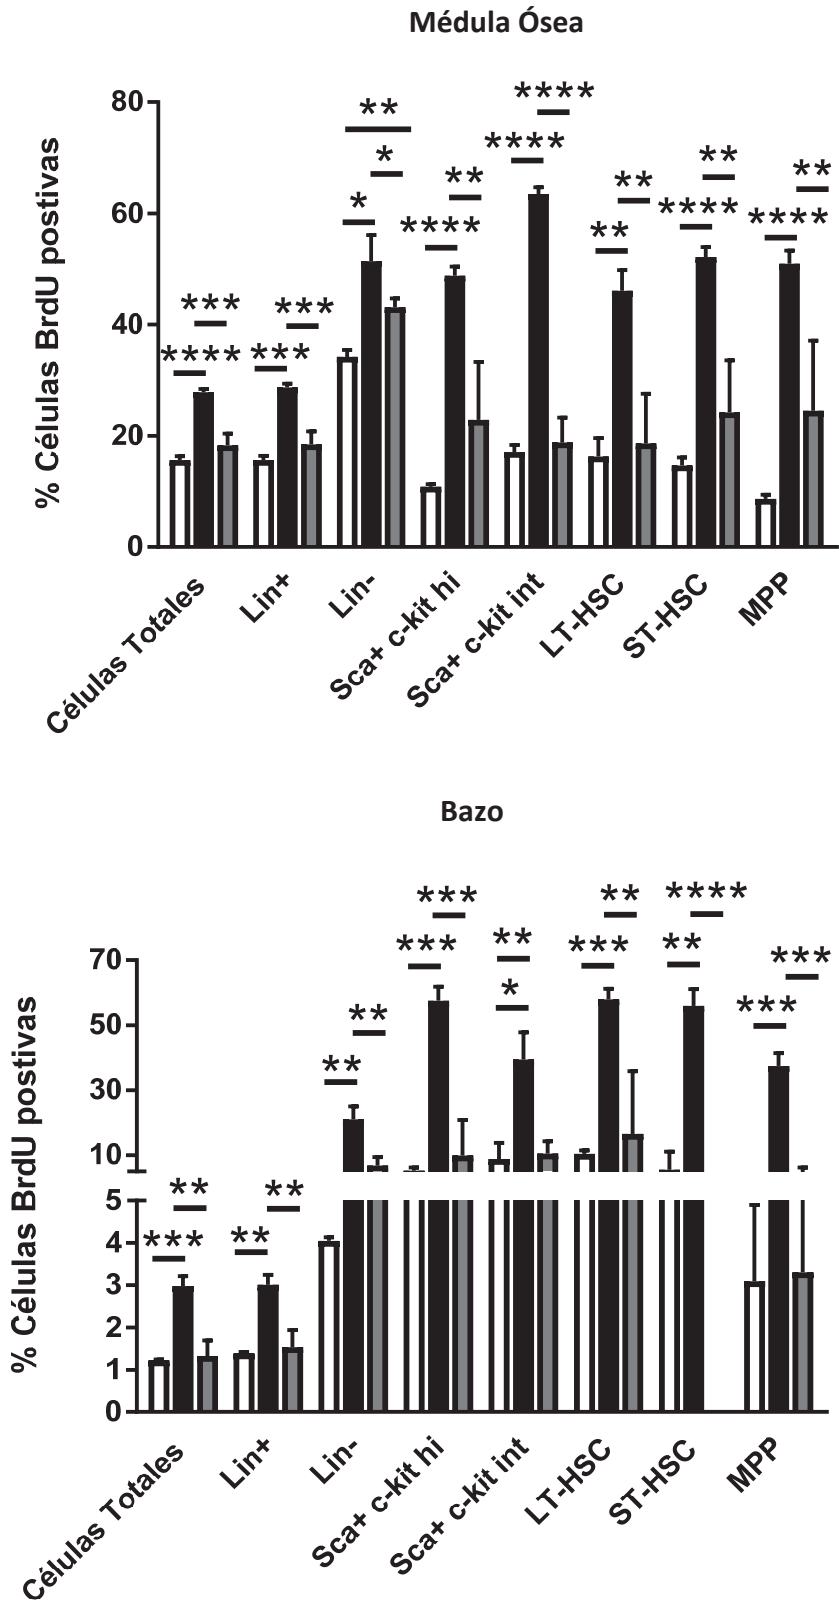 Médula Ósea
% Células BrdU postivas
80
60
40
20
0
** 
* * 
**** **** 
** **** 
** ** 
** **** 
** **** 
*** **** 
*** ***
Células Totales
Lin+
Lin-
Sca+ c-kit hi
Sca+ c-kit int
LT-HSC
ST-HSC
MPP
Bazo
% Células BrdU postivas
70
50
30
10
5
4
3
2
1
0
*** ***
** *
** ***
** ****
*** ***
** **
** ***
** **
Células Totales
Lin+
Lin-
Sca+ c-kit hi
Sca+ c-kit int
LT-HSC
ST-HSC
MPP